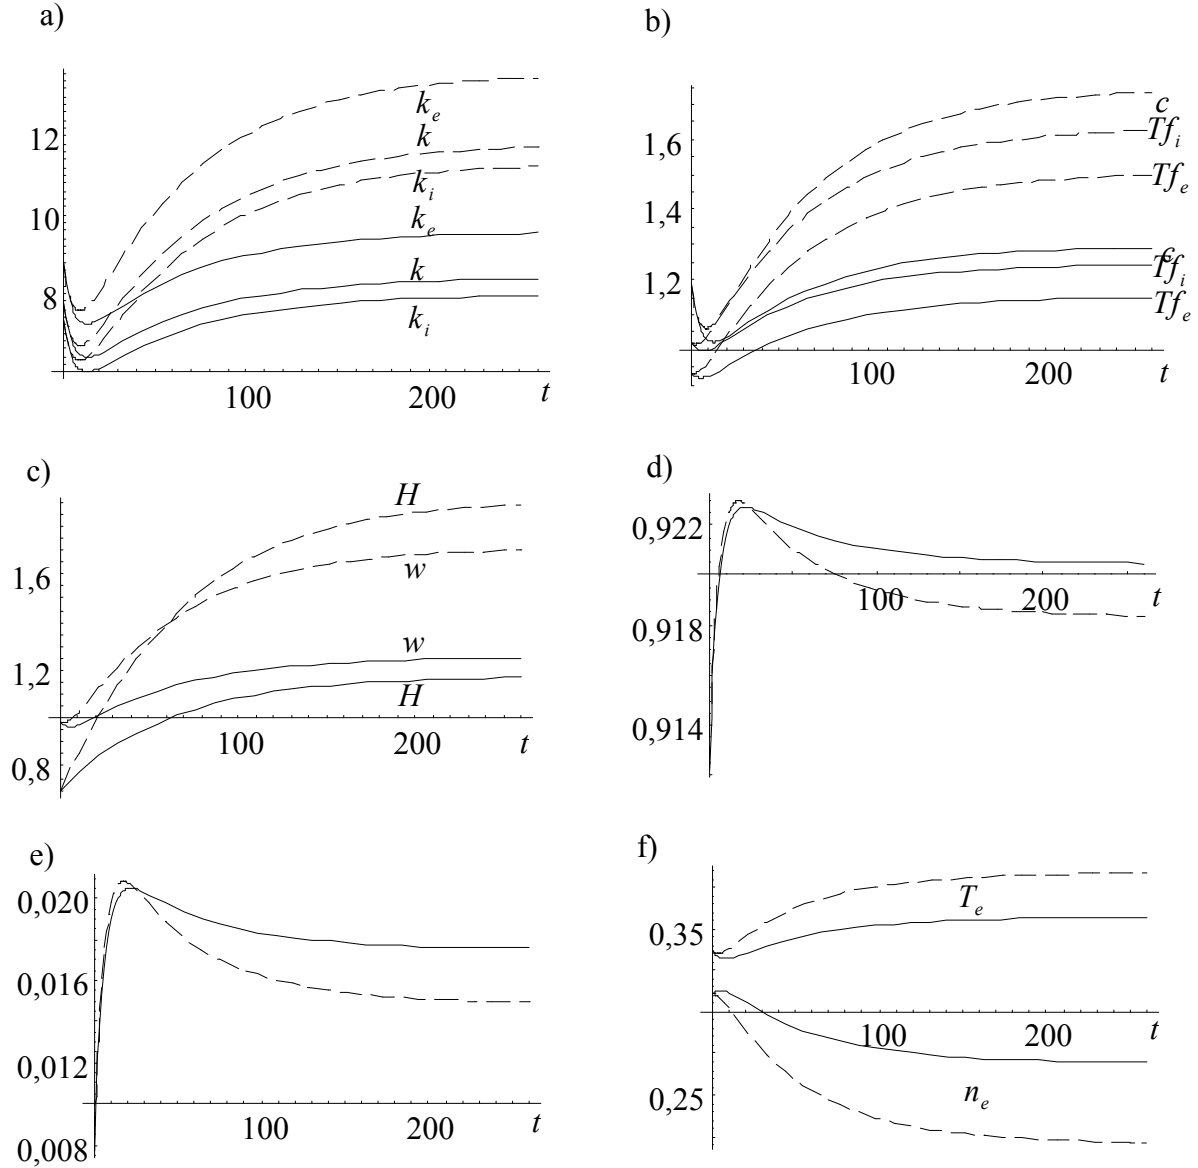 a)
12
10
8
k_e
k
k_i
k_e
k
k_i
100
200
t
b)
1,6
1,4
1,2
c
Tf_i
Tf_e
c
Tf_i
Tf_e
100
200
t
c)
1,6
1,2
0,8
H
w
w
H
100
200
t
d)
0,922
0,918
0,914
100
200
t
e)
0,020
0,016
0,012
0,008
100
200
t
f)
0,35
0,25
T_e
n_e
100
200
t